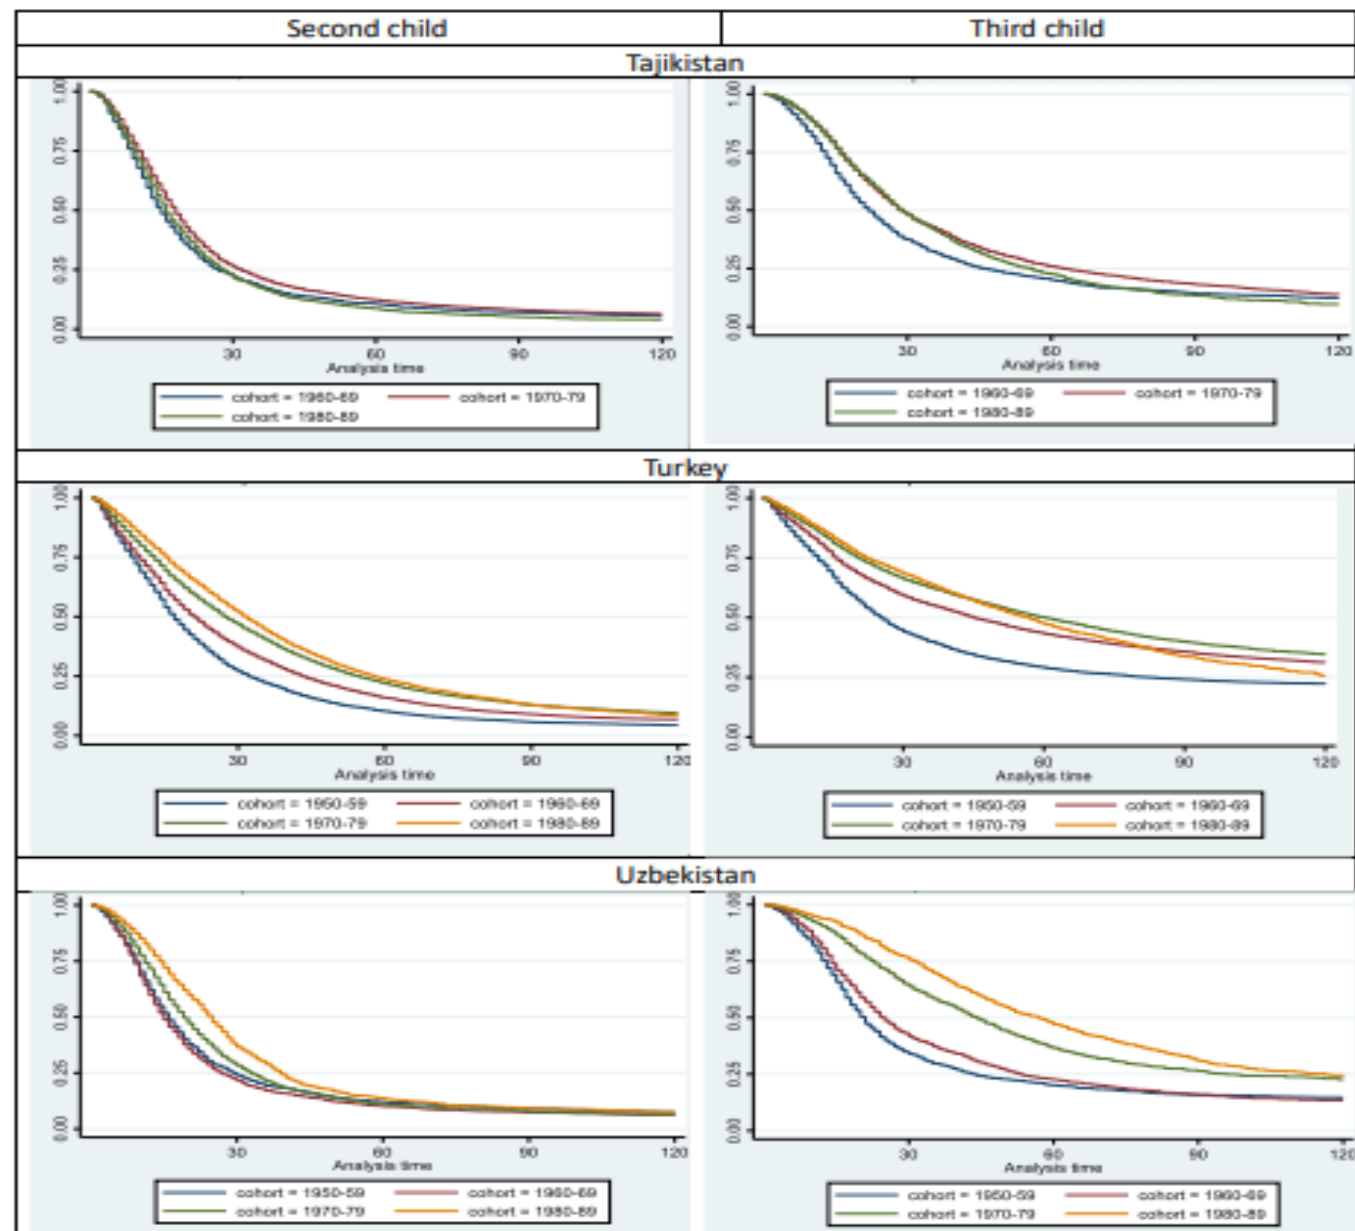 Second child
Third child
Tajikistan
1.00
0.75
0.50
0.25
0.00
30
60
90
120
Analysis time
cohort = 1960-69
cohort = 1970-79
cohort = 1980-89
1.00
0.75
0.50
0.25
0.00
30
60
90
120
Analysis time
cohort = 1960-69
cohort = 1970-79
cohort = 1980-89
Turkey
1.00
0.75
0.50
0.25
0.00
30
60
90
120
Analysis time
cohort = 1950-59
cohort = 1960-69
cohort = 1970-79
cohort = 1980-89
1.00
0.75
0.50
0.25
0.00
30
60
90
120
Analysis time
cohort = 1950-59
cohort = 1960-69
cohort = 1970-79
cohort = 1980-89
Uzbekistan
1.00
0.75
0.50
0.25
0.00
30
60
90
120
Analysis time
cohort = 1950-59
cohort = 1960-69
cohort = 1970-79
cohort = 1980-89
1.00
0.75
0.50
0.25
0.00
30
60
90
120
Analysis time
cohort = 1950-59
cohort = 1960-69
cohort = 1970-79
cohort = 1980-89